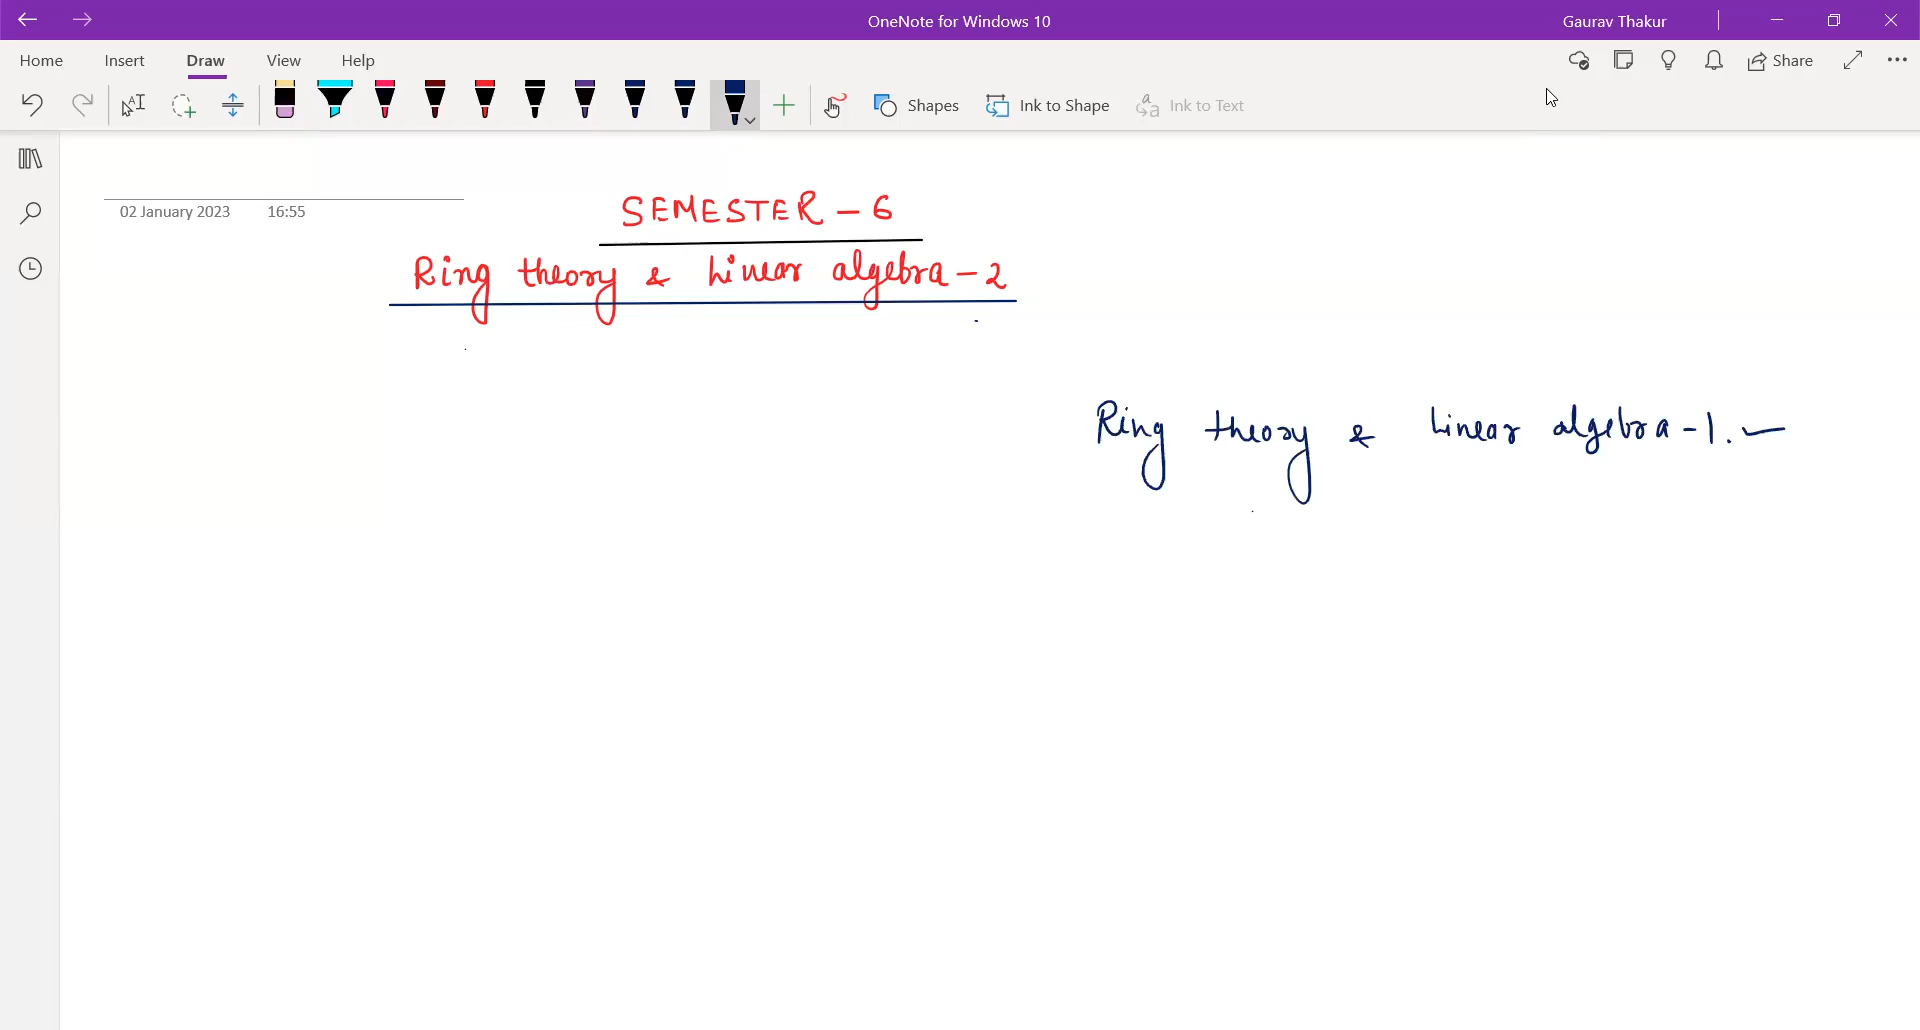 OneNote for Windows 10
Gaurav Thakur
Home Insert Draw View Help
Share
Shapes Ink to Shape Ink to Text
02 January 2023 16:55
SEMESTER - 6
Ring theory & Linear algebra - 2
Ring theory & Linear algebra - 1.